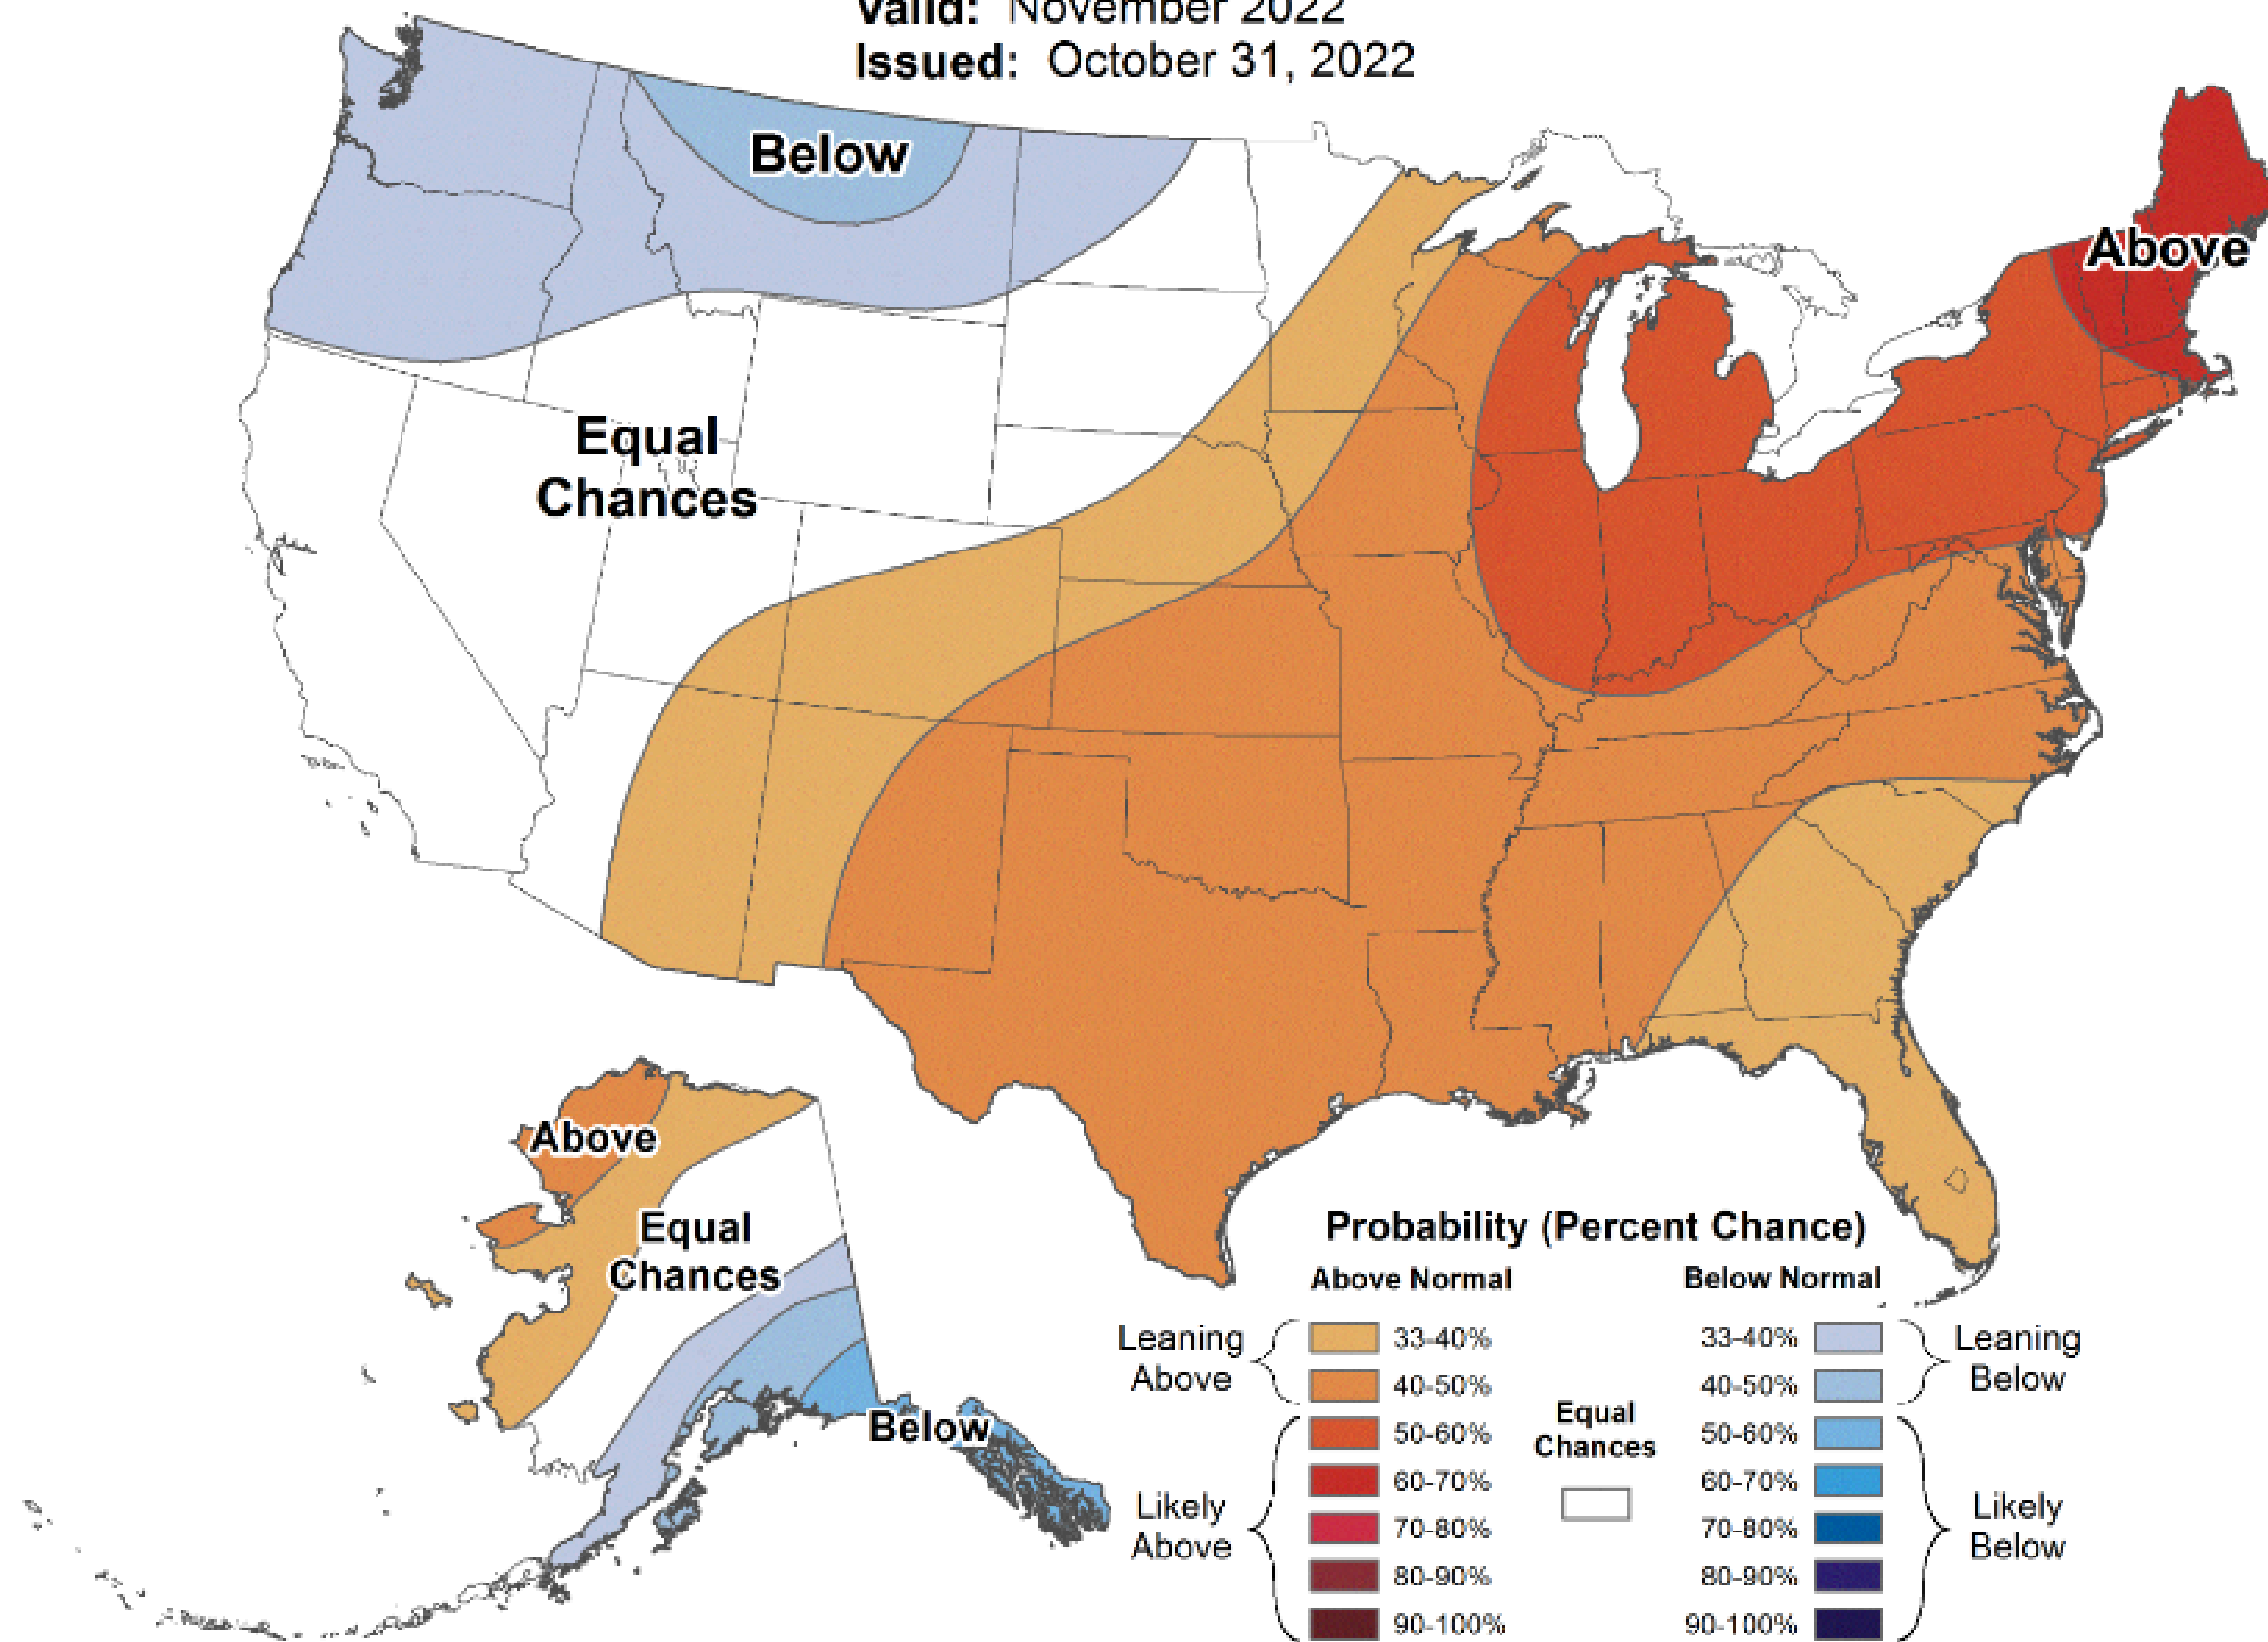 Valid: November 2022
Issued: October 31, 2022
Below
Above
Equal
Chances
Above
Equal
Chances
Below
Probability (Percent Chance)
Above Normal
Below Normal
Leaning
Above
33-40%
40-50%
Likely
Above
50-60%
60-70%
70-80%
80-90%
90-100%
Equal
Chances
33-40%
40-50%
Leaning
Below
50-60%
60-70%
70-80%
80-90%
90-100%
Likely
Below